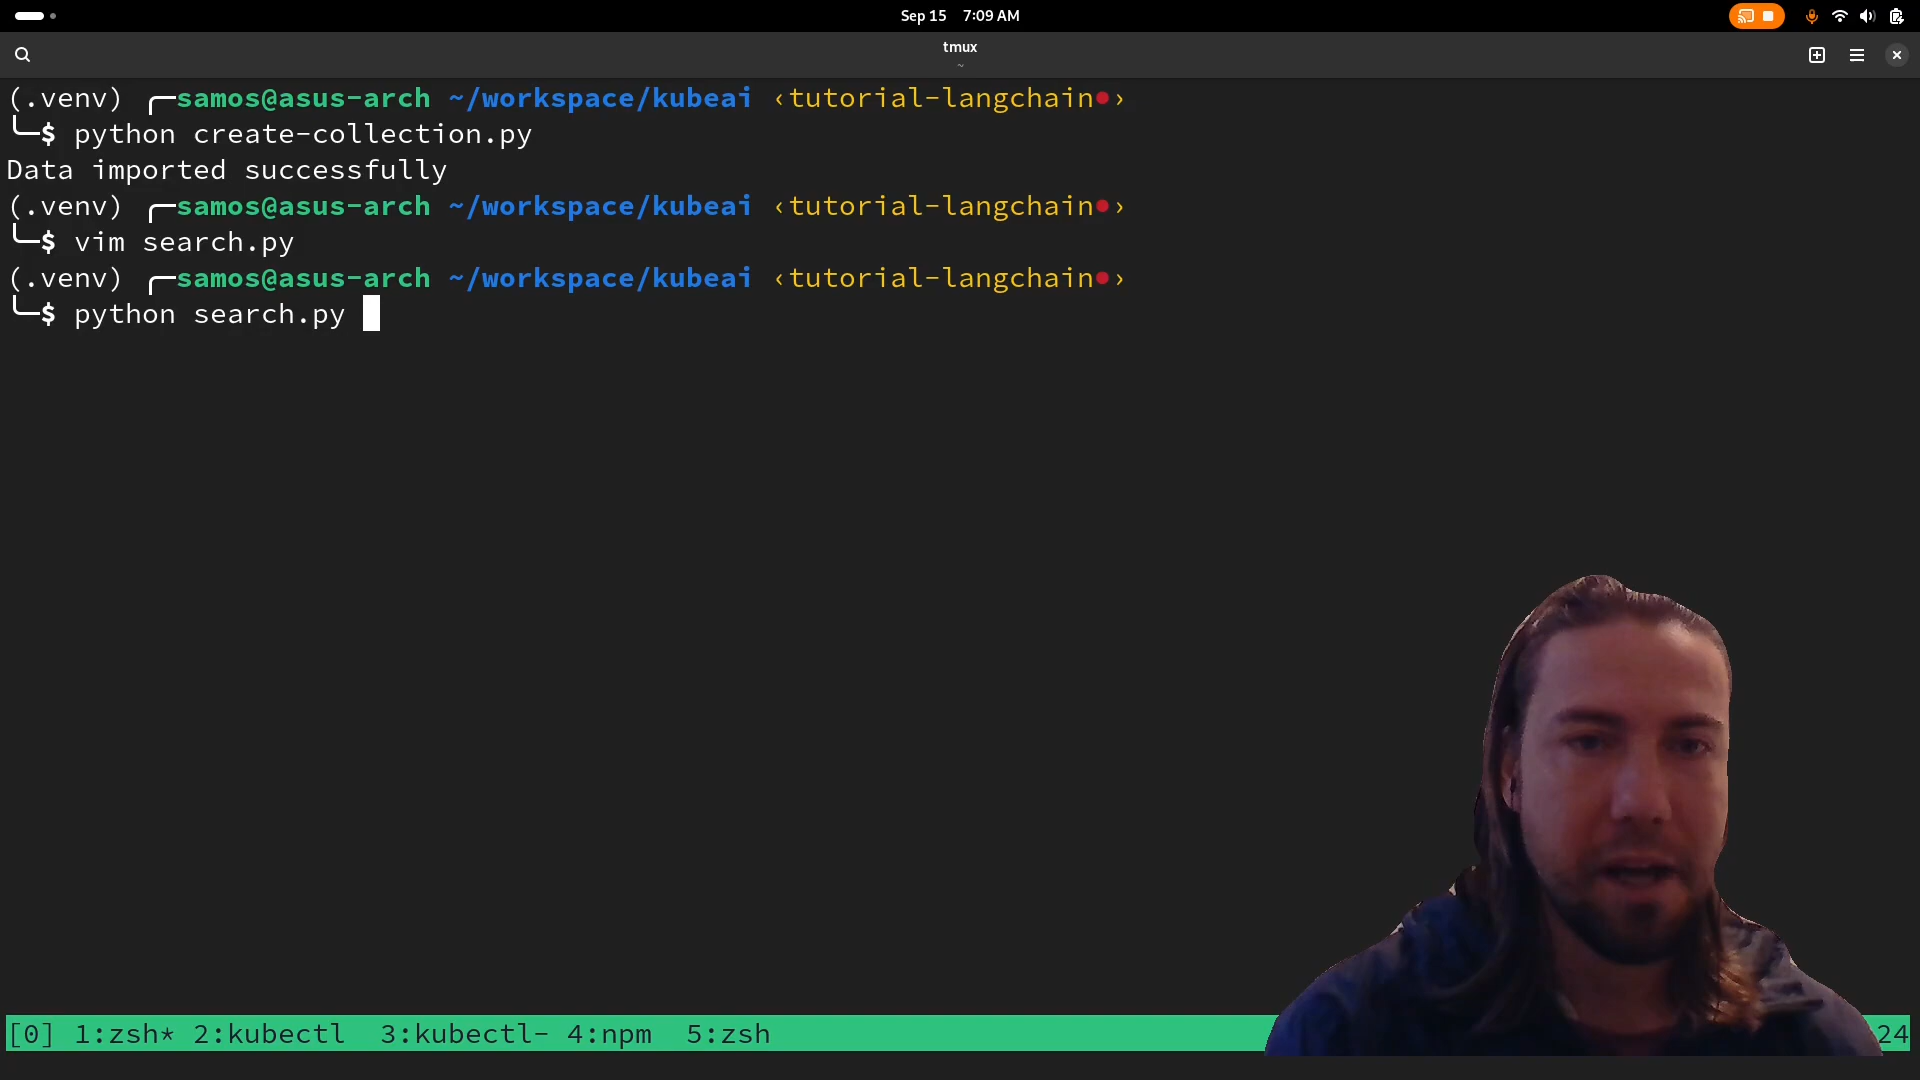 Sep 15 7:09 AM
tmux
~
(.venv) ╭─samos@asus-arch ~/workspace/kubeai ‹tutorial-langchain●›
╰─$ python create-collection.py
Data imported successfully
(.venv) ╭─samos@asus-arch ~/workspace/kubeai ‹tutorial-langchain●›
╰─$ vim search.py
(.venv) ╭─samos@asus-arch ~/workspace/kubeai ‹tutorial-langchain●›
╰─$ python search.py
[0] 1:zsh* 2:kubectl 3:kubectl- 4:npm 5:zsh 24